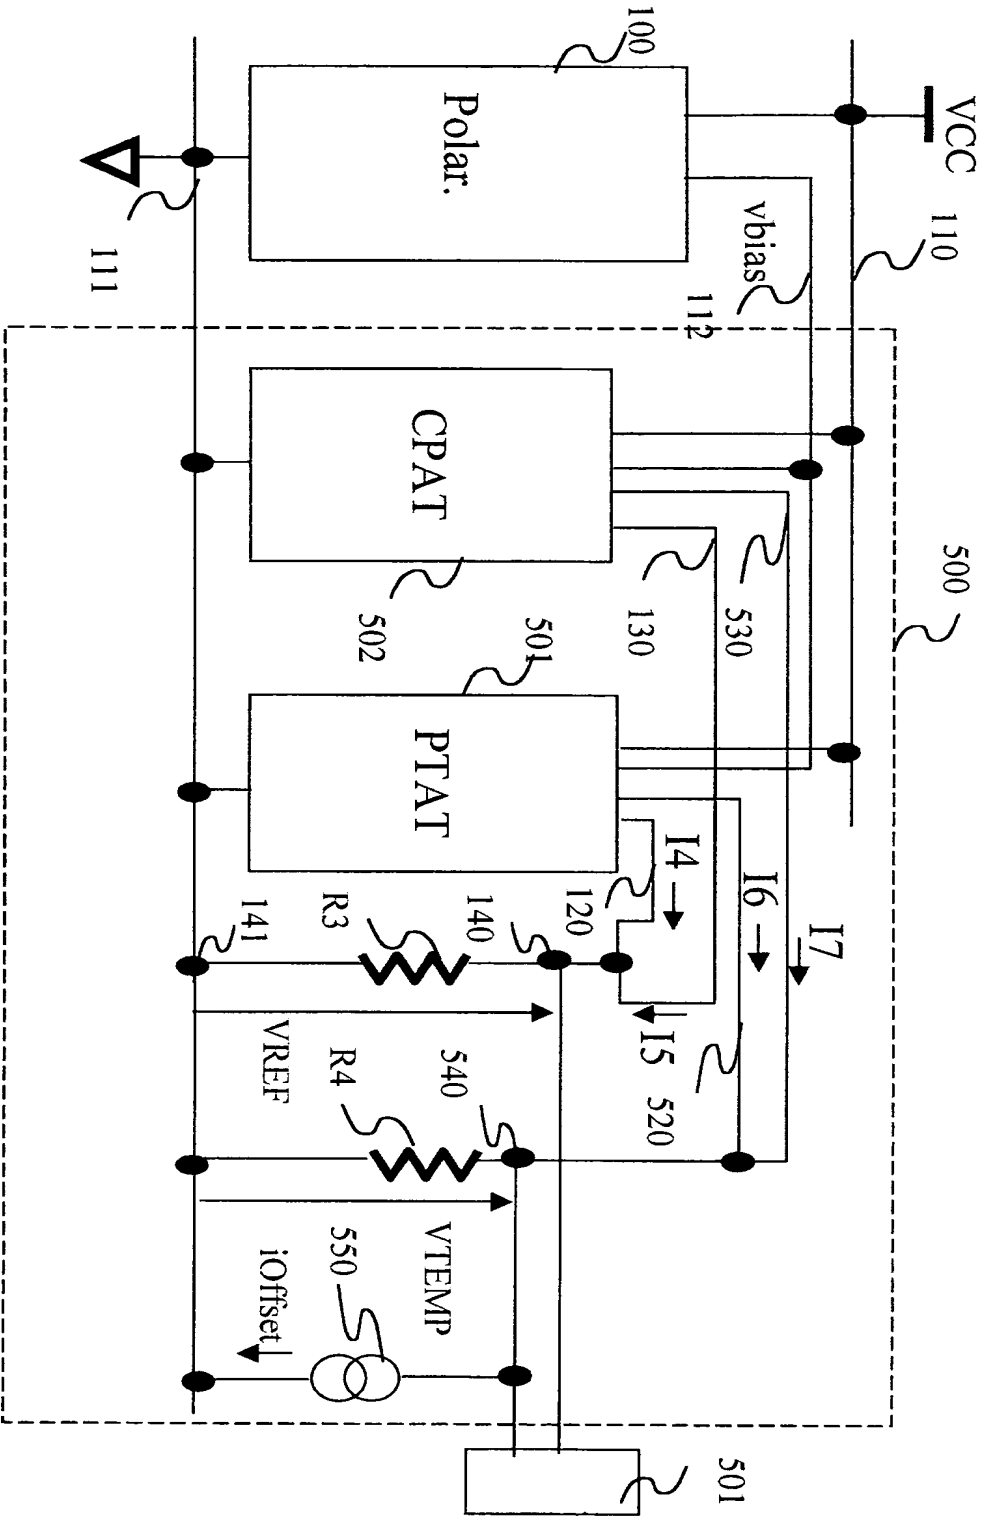 VCC
110
500
I7
I6
530
vbias
112
100
I4
130
I5
520
120
501
501
Polar.
CPAT
PTAT
140
540
VTEMP
502
R3
R4
550
141
VREF
iOffset
111